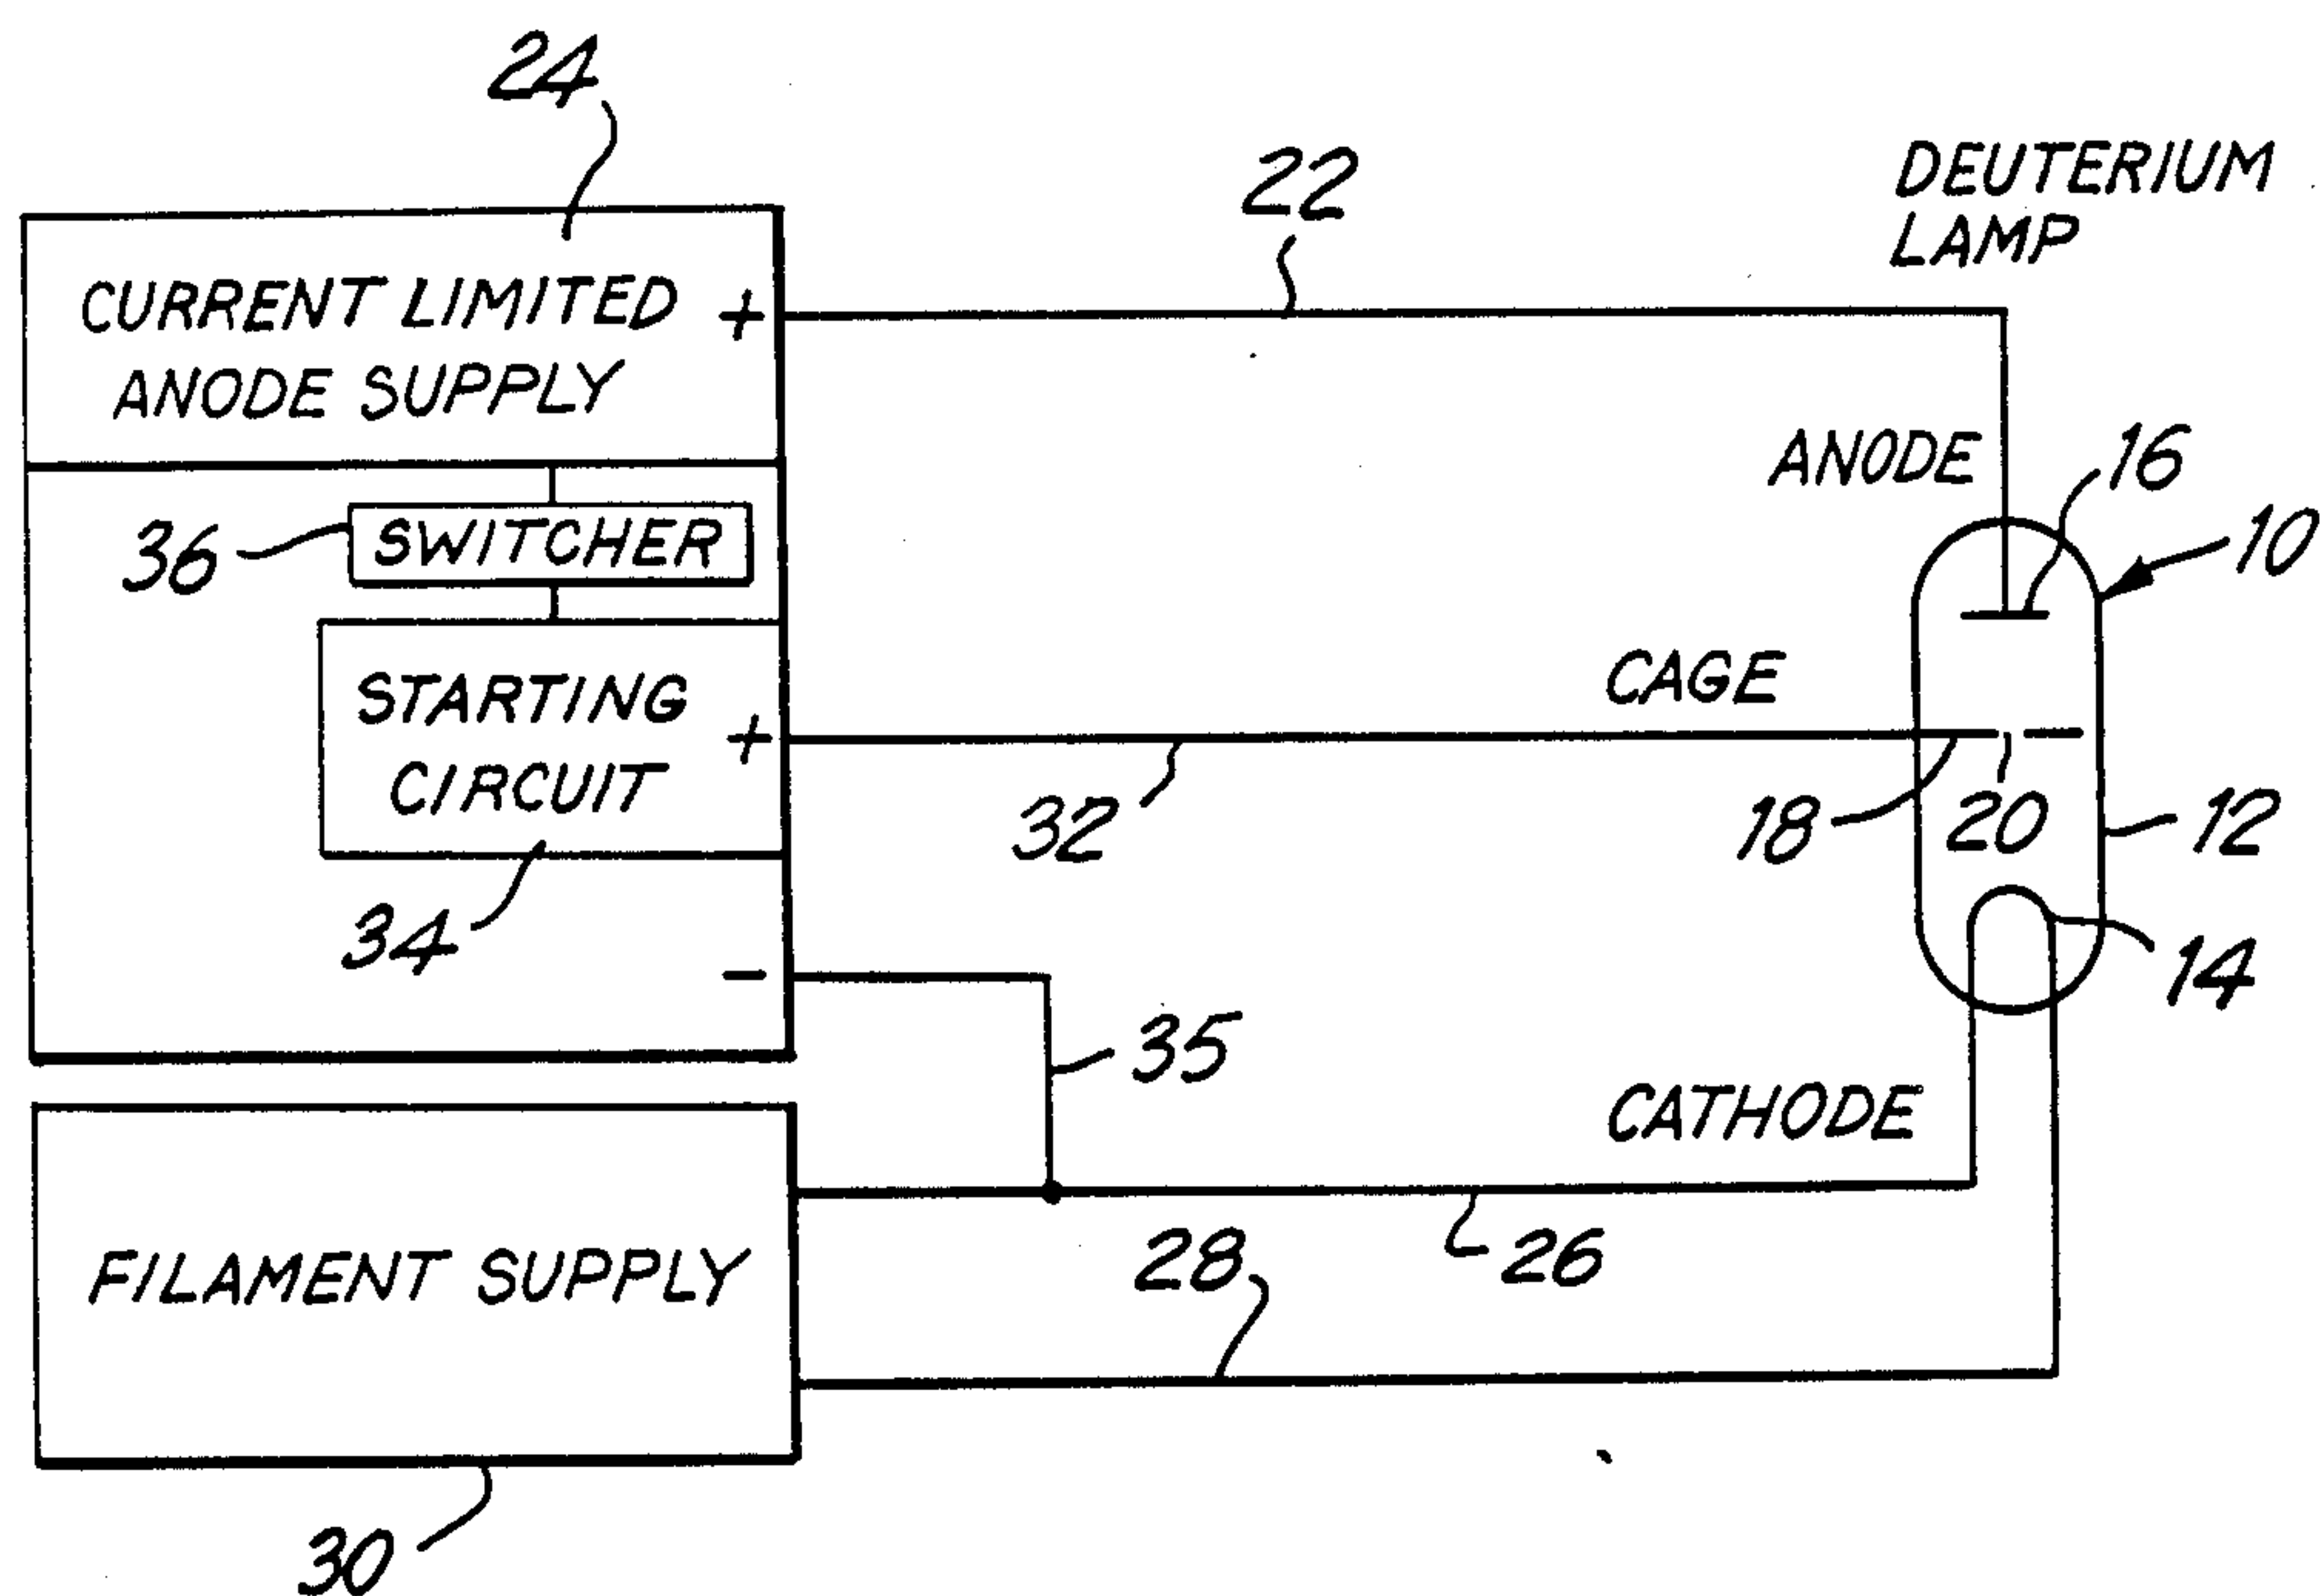 24
22
DEUTERIUM
LAMP
CURRENT LIMITED
ANODE SUPPLY
+
ANODE
16
10
36
SWITCHER
STARTING
CIRCUIT
+
CAGE
32
18
20
12
34
-
14
35
CATHODE
FILAMENT SUPPLY
28
26
30